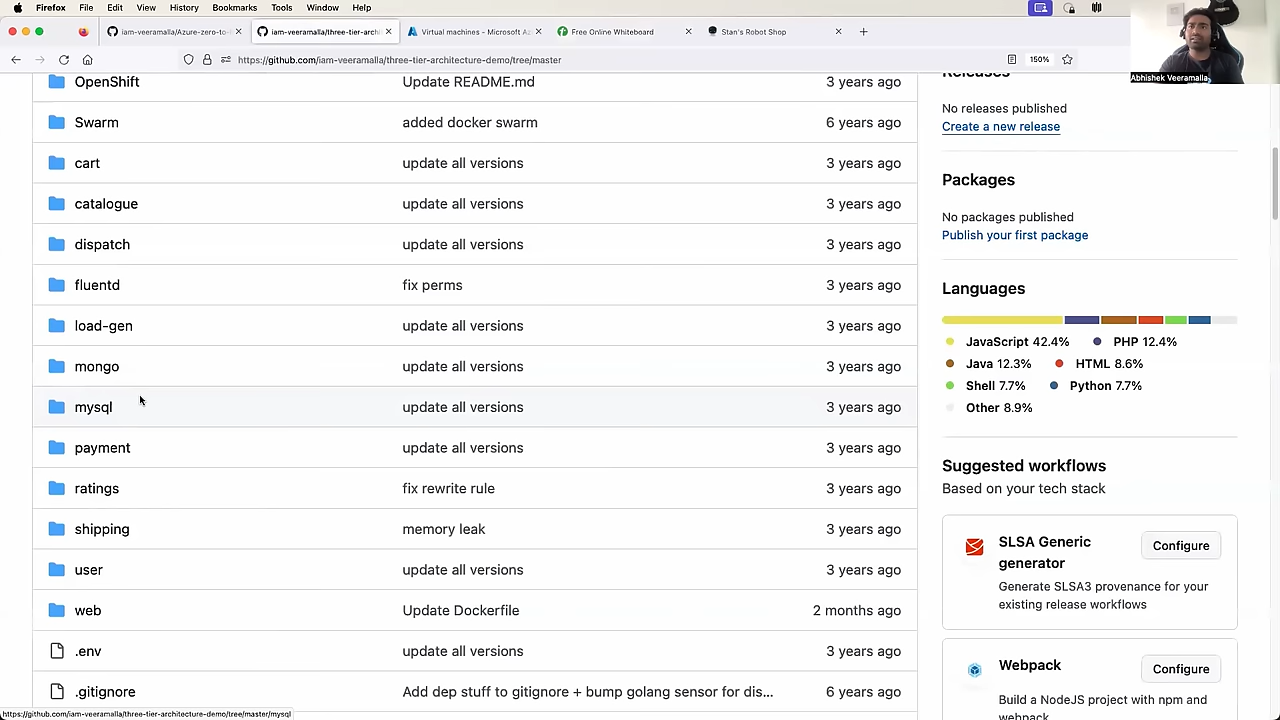 Firefox File Edit View History Bookmarks Tools Window Help
iam-veeramalla/Azure-zero-to-
iam-veeramalla/three-tier-archi
Virtual machines - Microsoft Az
Free Online Whiteboard
Stan's Robot Shop
https://github.com/iam-veeramalla/three-tier-architecture-demo/tree/master
150%
Abhishek Veeramalla
OpenShift Update README.md 3 years ago
Swarm added docker swarm 6 years ago
cart update all versions 3 years ago
catalogue update all versions 3 years ago
dispatch update all versions 3 years ago
fluentd fix perms 3 years ago
load-gen update all versions 3 years ago
mongo update all versions 3 years ago
mysql update all versions 3 years ago
payment update all versions 3 years ago
ratings fix rewrite rule 3 years ago
shipping memory leak 3 years ago
user update all versions 3 years ago
web Update Dockerfile 2 months ago
.env update all versions 3 years ago
.gitignore Add dep stuff to gitignore + bump golang sensor for dis... 6 years ago
https://github.com/iam-veeramalla/three-tier-architecture-demo/tree/master/mysql
Releases
No releases published
Create a new release
Packages
No packages published
Publish your first package
Languages
JavaScript 42.4% PHP 12.4%
Java 12.3% HTML 8.6%
Shell 7.7% Python 7.7%
Other 8.9%
Suggested workflows
Based on your tech stack
SLSA Generic
generator
Configure
Generate SLSA3 provenance for your
existing release workflows
Webpack
Configure
Build a NodeJS project with npm and
webpack.